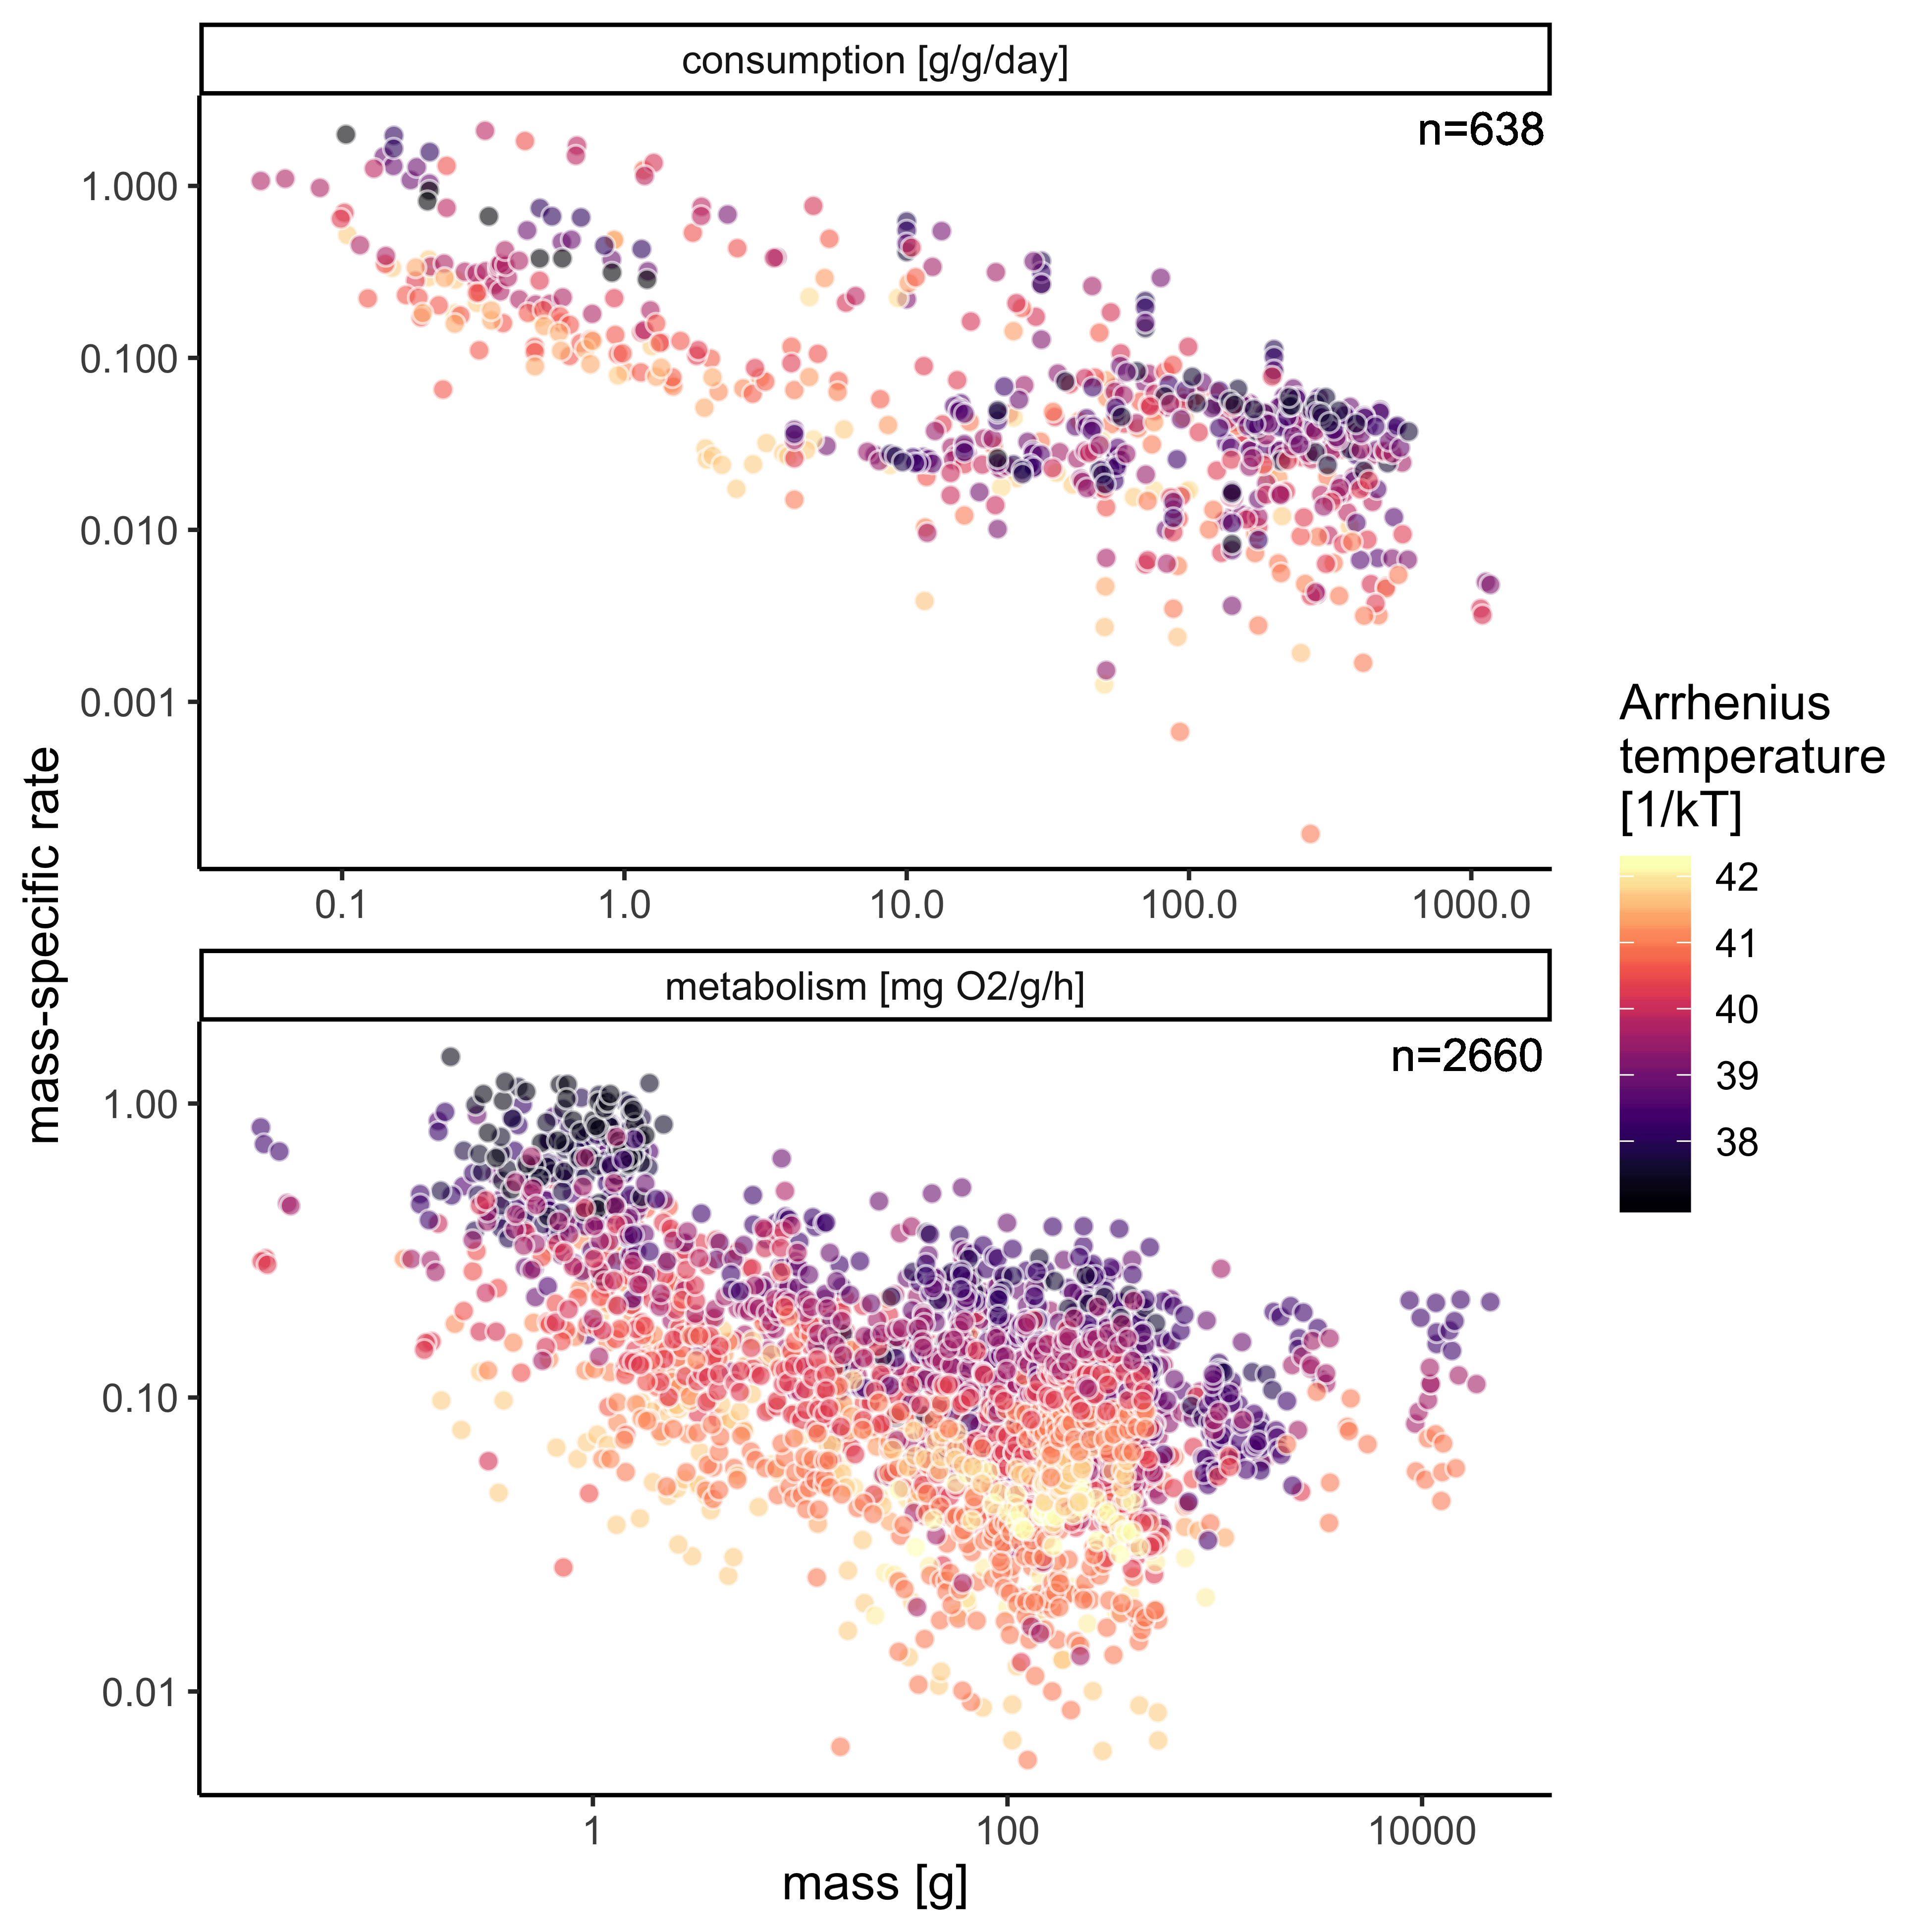 consumption [g/g/day]
n=638
1.000
0.100
0.010
0.001
0.1 1.0 10.0 100.0 1000.0
mass-specific rate
metabolism [mg O2/g/h]
n=2660
1.00
0.10
0.01
1 100 10000
mass [g]
Arrhenius
temperature
[1/kT]
42
41
40
39
38